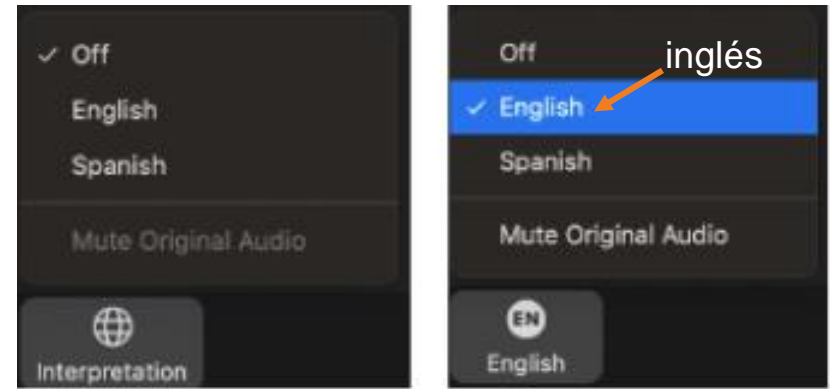 ✓ Off
English
Spanish
Mute Original Audio
Interpretation
Off
inglés
✓ English
Spanish
Mute Original Audio
EN
English